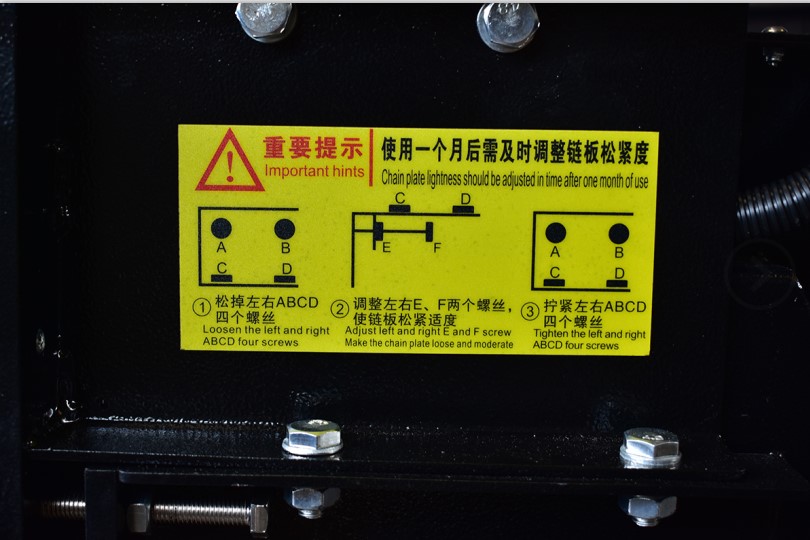 重要提示
Important hints
使用一个月后需及时调整链板松紧度
Chain plate lightness should be adjusted in time after one month of use
A B
C D
C D
E F
A B
C D
①松掉左右ABCD
四个螺丝
Loosen the left and right
ABCD four screws
②调整左右E、F两个螺丝，
使链板松紧适度
Adjust left and right E and F screw
Make the chain plate loose and moderate
③拧紧左右ABCD
四个螺丝
Tighten the left and right
ABCD four screws